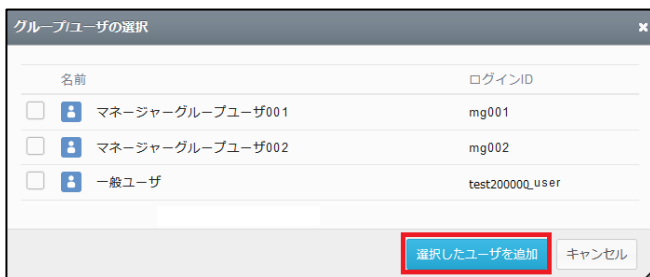 グループ/ユーザの選択
名前 ログインID
マネージャーグループユーザ001 mg001
マネージャーグループユーザ002 mg002
一般ユーザ test200000_user
選択したユーザを追加 キャンセル